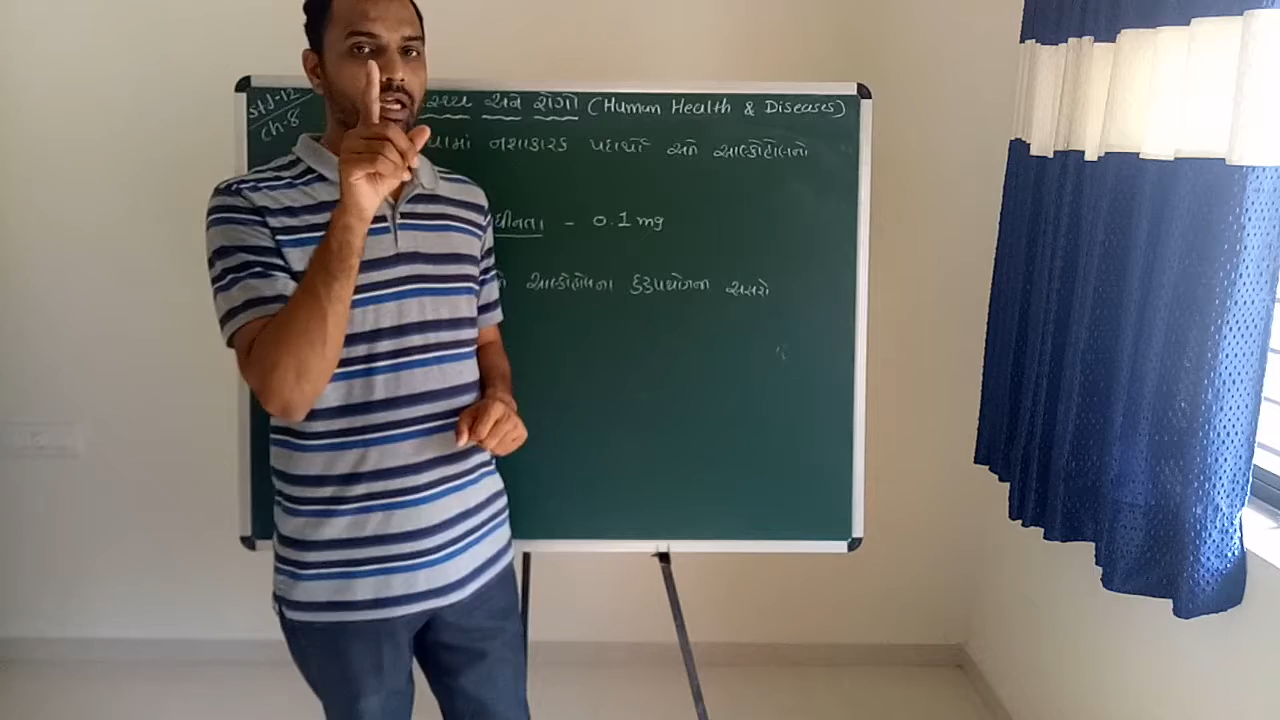 Std-12
Ch-8
સ્થ્ય અને રોગો (Human Health & Diseases)
નશાકારક પદાર્થો અને આલ્કોહોલનો
ધીનતા - 0.1 mg
આલ્કોહોલના કુરૂપયોગના અસરો